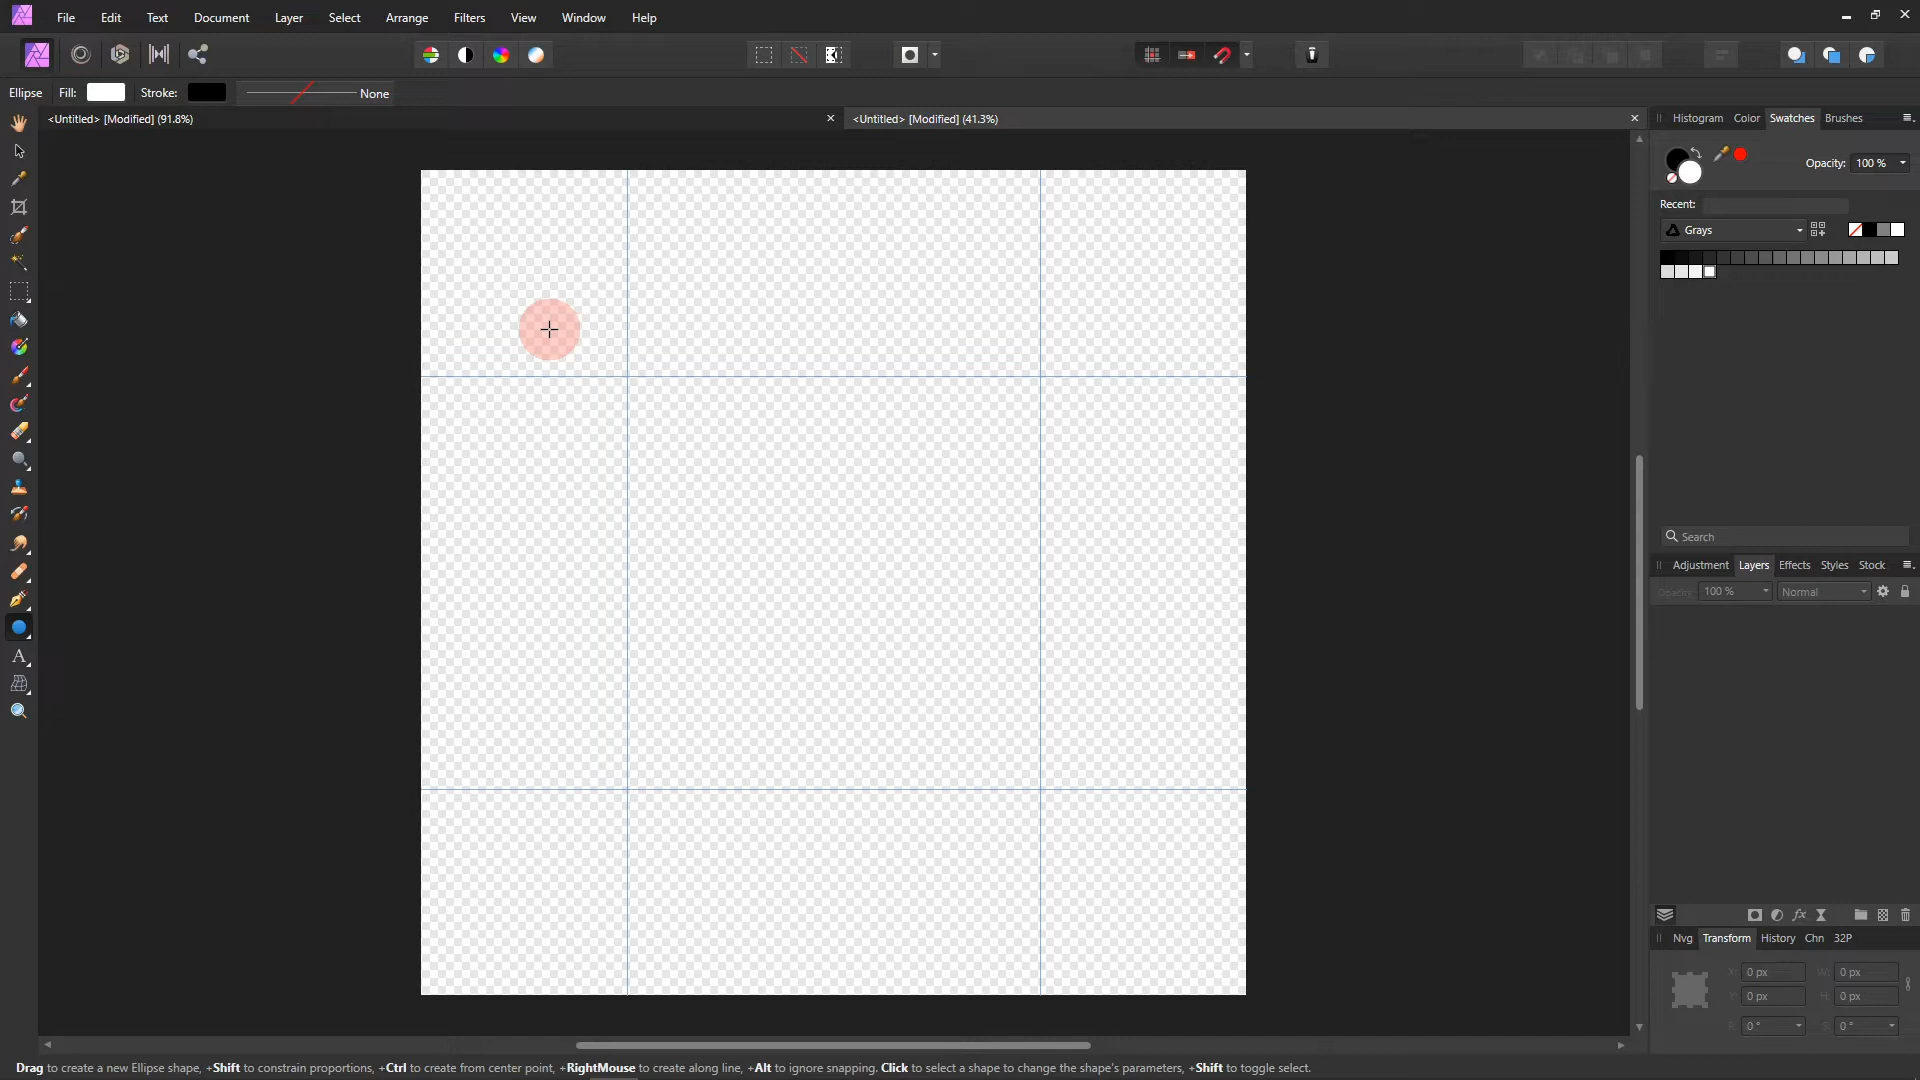 File Edit Text Document Layer Select Arrange Filters View Window Help
Ellipse Fill: Stroke: None
<Untitled> [Modified] (91.8%)
<Untitled> [Modified] (41.3%)
Histogram Color Swatches Brushes
Opacity: 100 %
Recent:
Grays
Search
Adjustment Layers Effects Styles Stock
Opacity: 100 % Normal
Nvg Transform History Chn 32P
X: 0 px W: 0 px
Y: 0 px H: 0 px
R: 0 ° S: 0 °
Drag to create a new Ellipse shape, +Shift to constrain proportions, +Ctrl to create from center point, +RightMouse to create along line, +Alt to ignore snapping. Click to select a shape to change the shape's parameters, +Shift to toggle select.